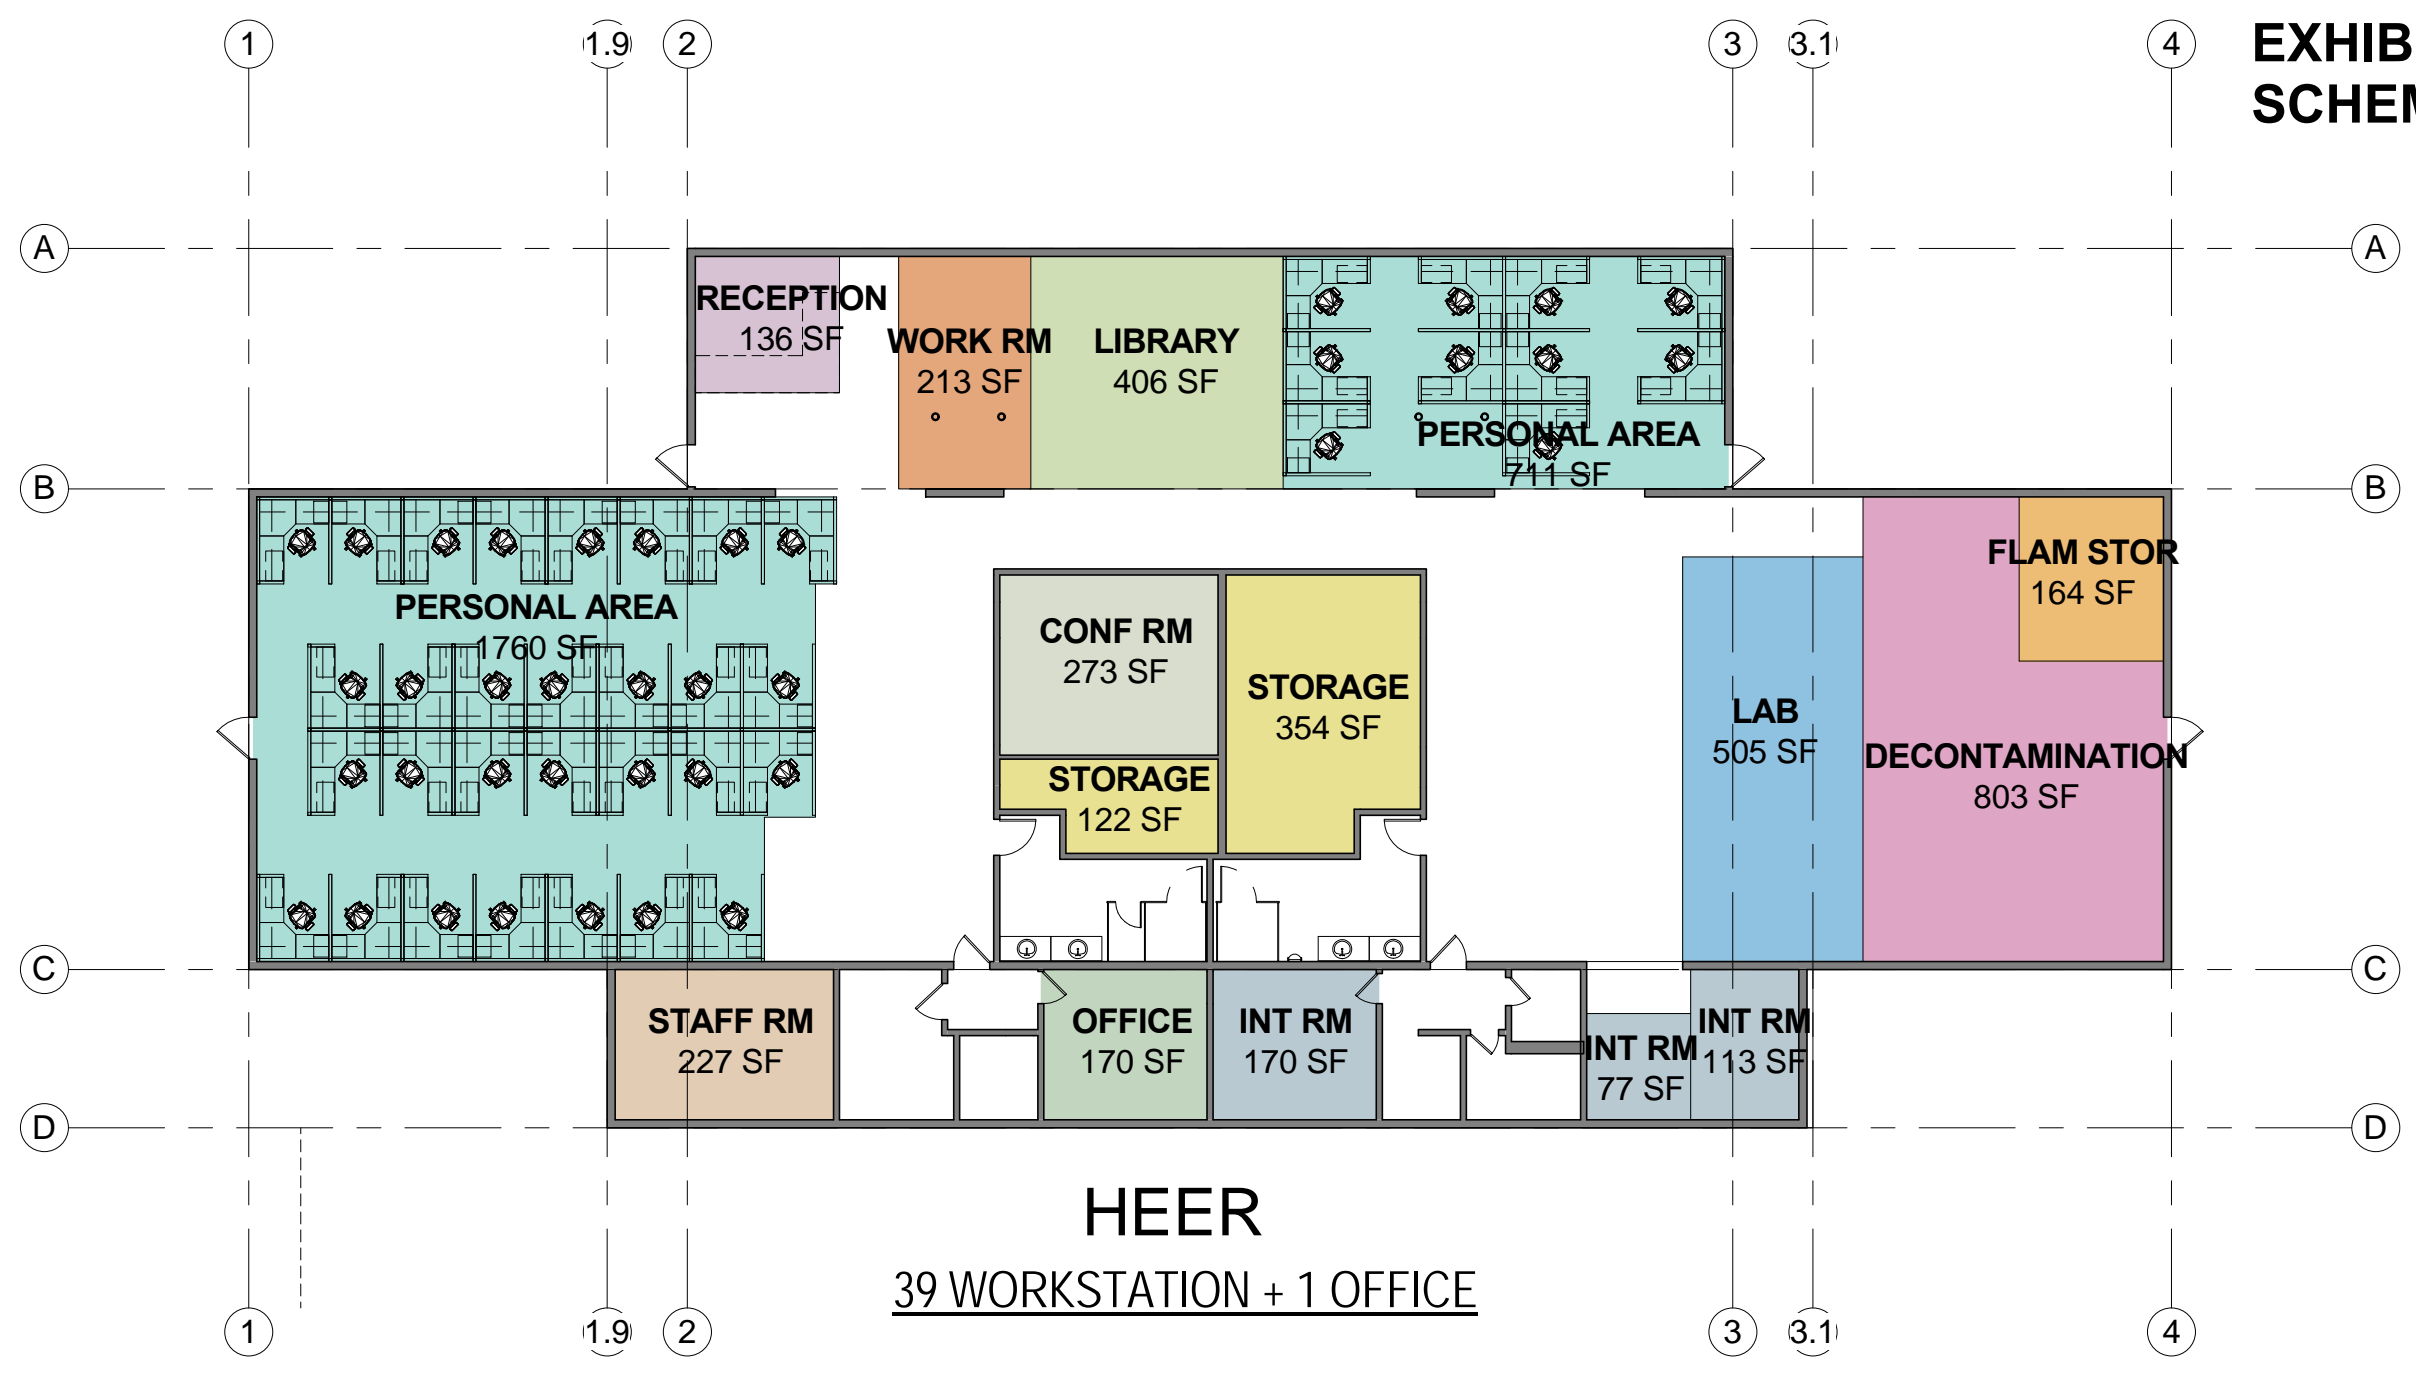 1 1.9 2 3 3.1 4
EXHIB
SCHEM
A A
RECEPTION
136 SF
WORK RM
213 SF
LIBRARY
406 SF
PERSONAL AREA
711 SF
B B
PERSONAL AREA
1760 SF
CONF RM
273 SF
STORAGE
354 SF
STORAGE
122 SF
LAB
505 SF
FLAM STOR
164 SF
DECONTAMINATION
803 SF
C C
STAFF RM
227 SF
OFFICE
170 SF
INT RM
170 SF
INT RM
77 SF
INT RM
113 SF
D D
HEER
39 WORKSTATION + 1 OFFICE
1 1.9 2 3 3.1 4